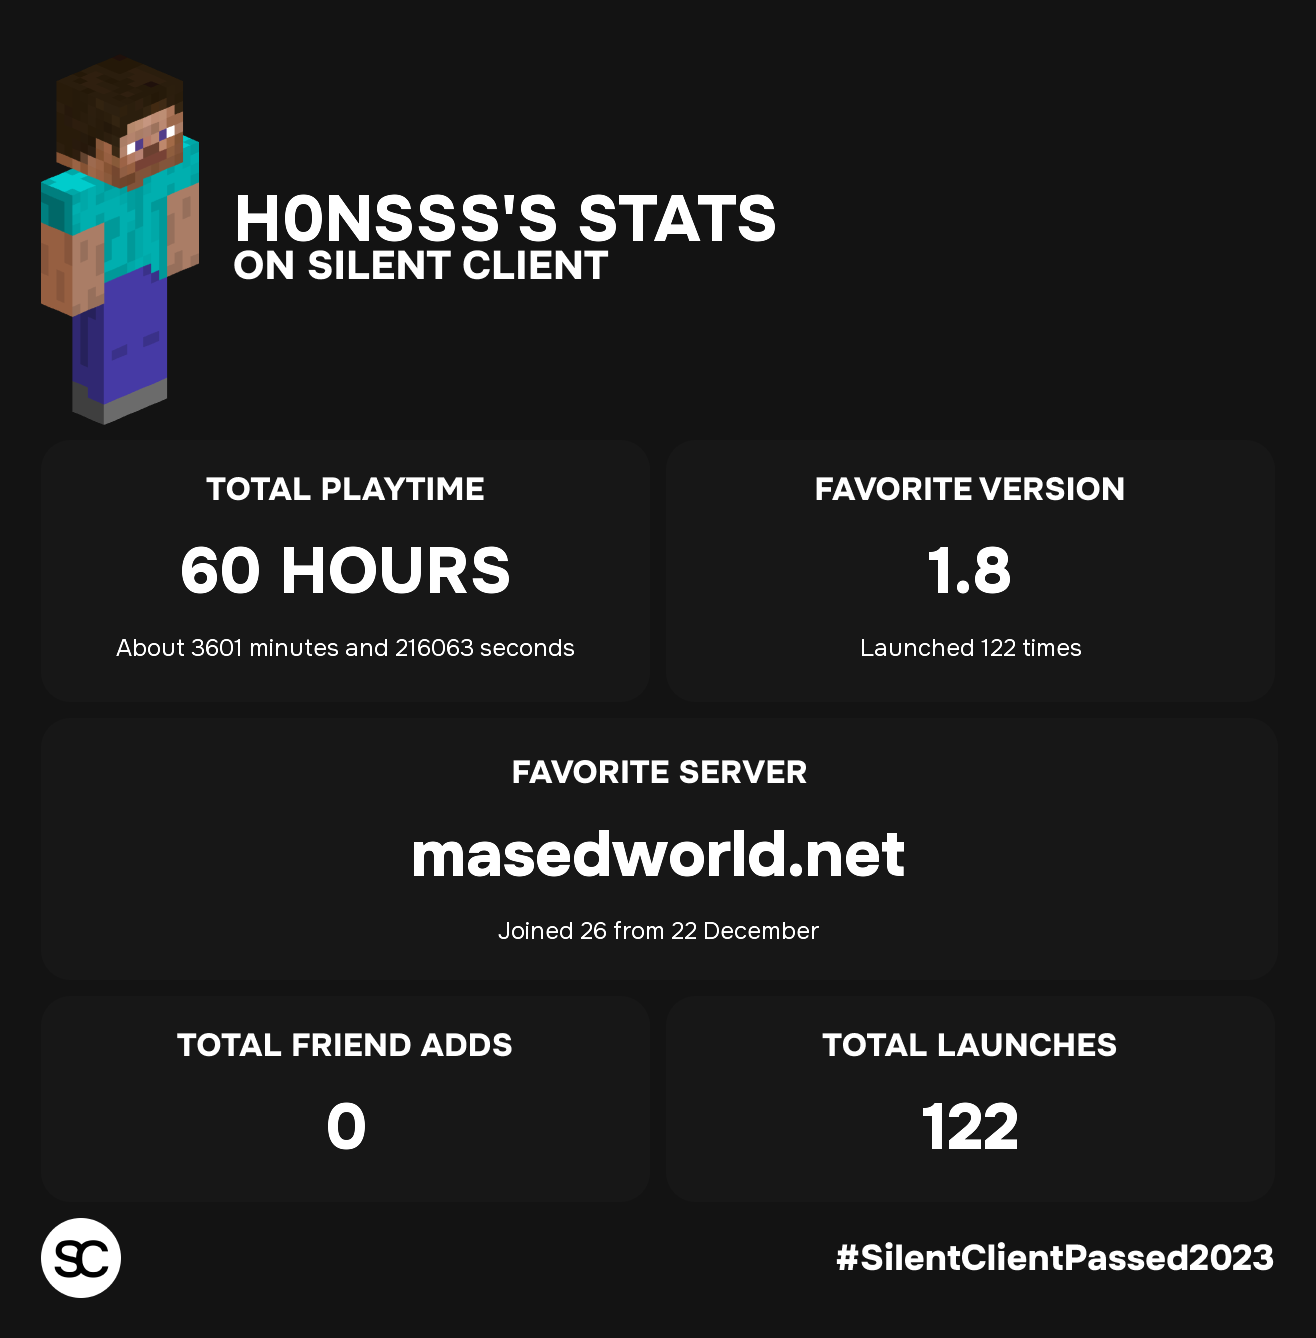 H0NSSS'S STATS
ON SILENT CLIENT
TOTAL PLAYTIME
60 HOURS
About 3601 minutes and 216063 seconds
FAVORITE VERSION
1.8
Launched 122 times
FAVORITE SERVER
masedworld.net
Joined 26 from 22 December
TOTAL FRIEND ADDS
0
TOTAL LAUNCHES
122
SC
#SilentClientPassed2023